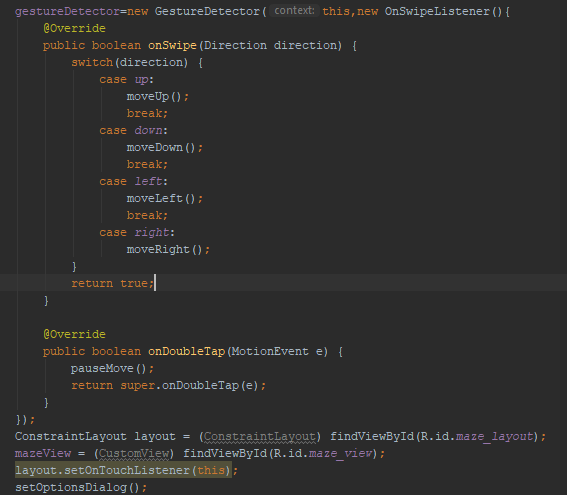 gestureDetector=new GestureDetector( context: this,new OnSwipeListener(){
    @Override
    public boolean onSwipe(Direction direction) {
        switch(direction) {
            case up:
                moveUp();
                break;
            case down:
                moveDown();
                break;
            case left:
                moveLeft();
                break;
            case right:
                moveRight();
        }
        return true;
    }

    @Override
    public boolean onDoubleTap(MotionEvent e) {
        pauseMove();
        return super.onDoubleTap(e);
    }
});
ConstraintLayout layout = (ConstraintLayout) findViewById(R.id.maze_layout);
mazeView = (CustomView) findViewById(R.id.maze_view);
layout.setOnTouchListener(this);
setOptionsDialog();